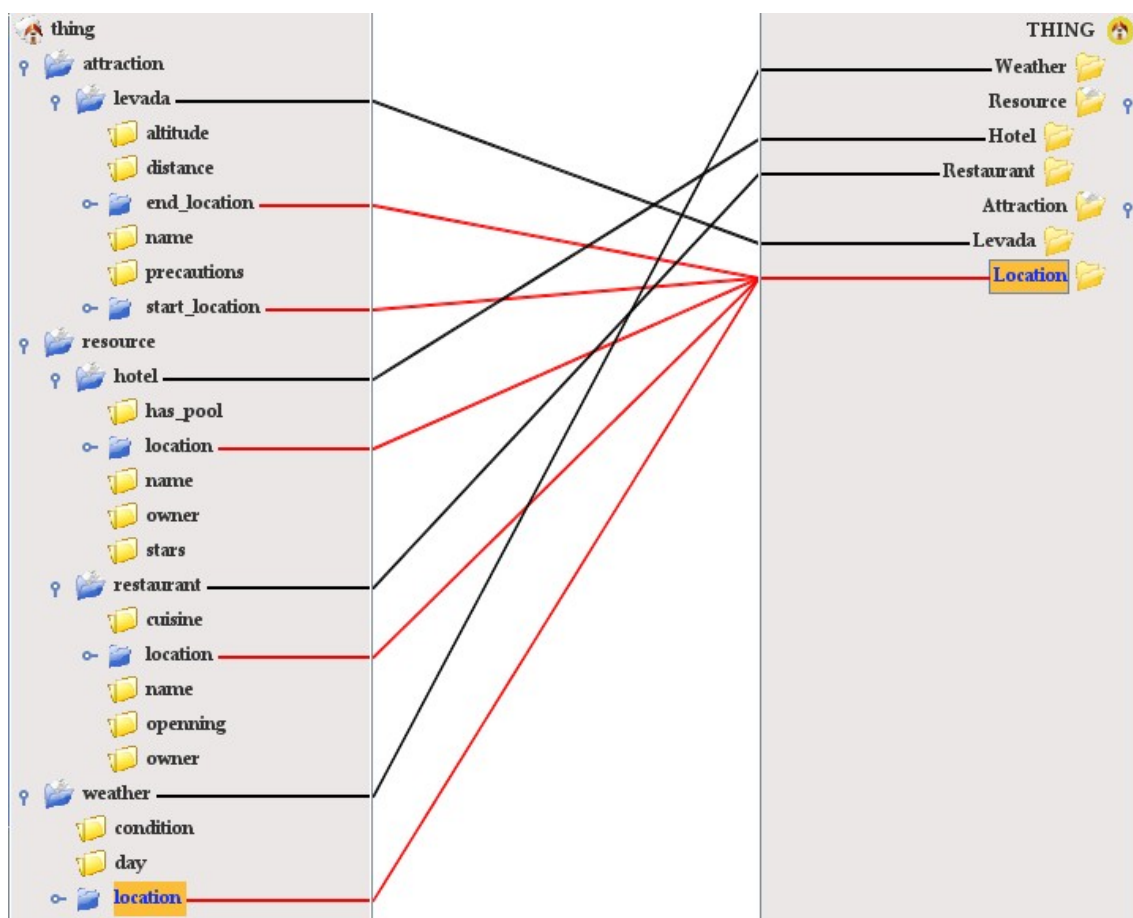 thing
attraction
levada
altitude
distance
end_location
name
precautions
start_location
resource
hotel
has_pool
location
name
owner
stars
restaurant
cuisine
location
name
openning
owner
weather
condition
day
location
THING
Weather
Resource
Hotel
Restaurant
Attraction
Levada
Location